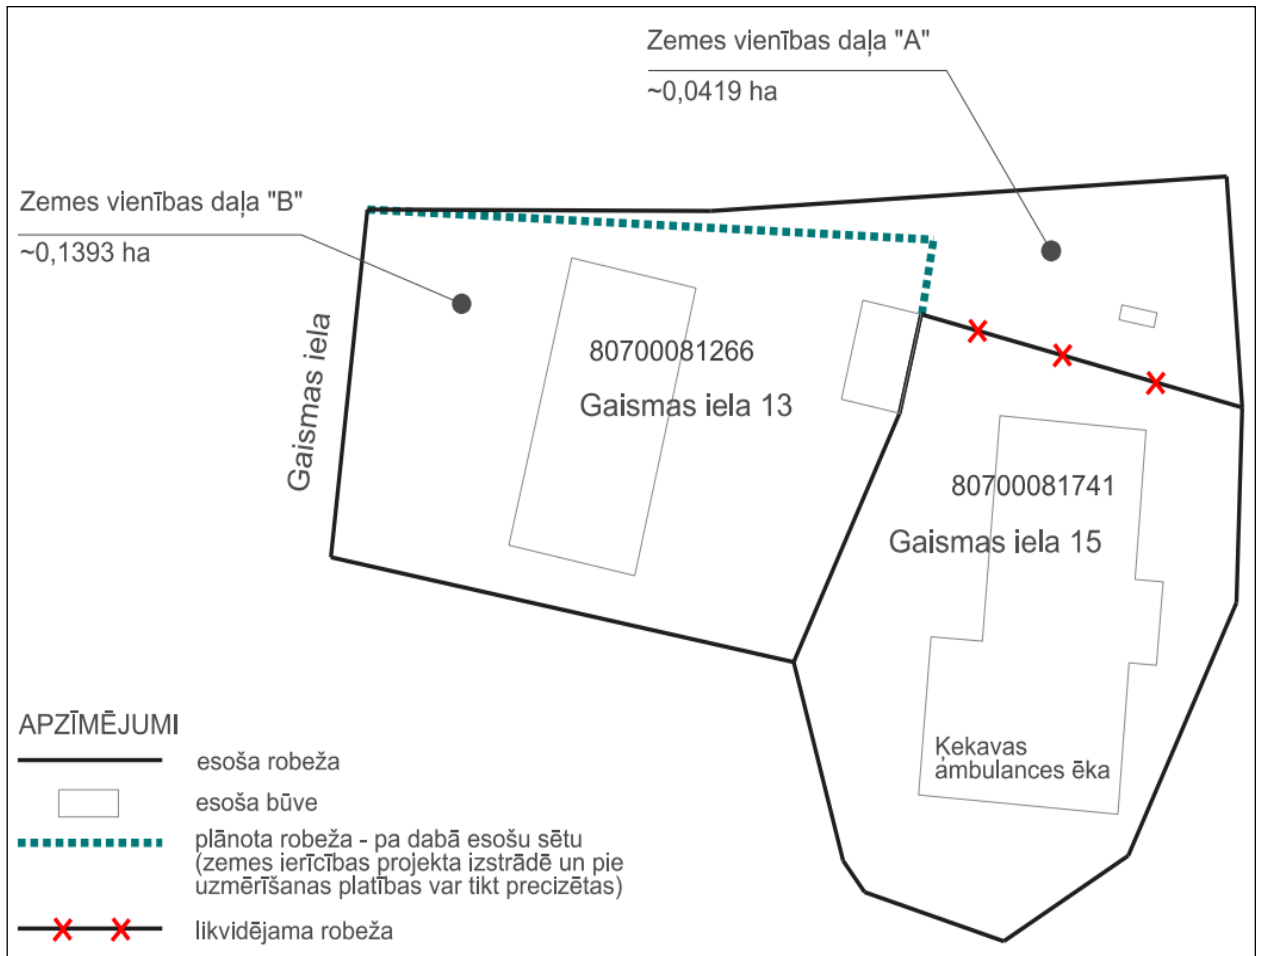 Zemes vienības daļa "A"
~0,0419 ha
Zemes vienības daļa "B"
~0,1393 ha
Gaismas iela
80700081266
Gaismas iela 13
80700081741
Gaismas iela 15
Ķekavas
ambulances ēka
APZĪMĒJUMI
esoša robeža
esoša būve
plānota robeža - pa dabā esošu sētu
(zemes ierīcības projekta izstrādē un pie
uzmērīšanas platības var tikt precizētas)
likvidējama robeža